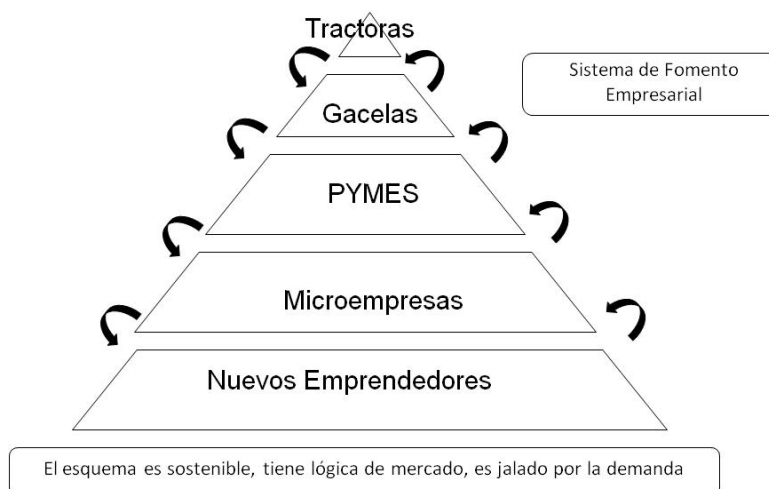 Tractoras
Sistema de Fomento
Empresarial
Gacelas
PYMES
Microempresas
Nuevos Emprendedores
El esquema es sostenible, tiene lógica de mercado, es jalado por la demanda